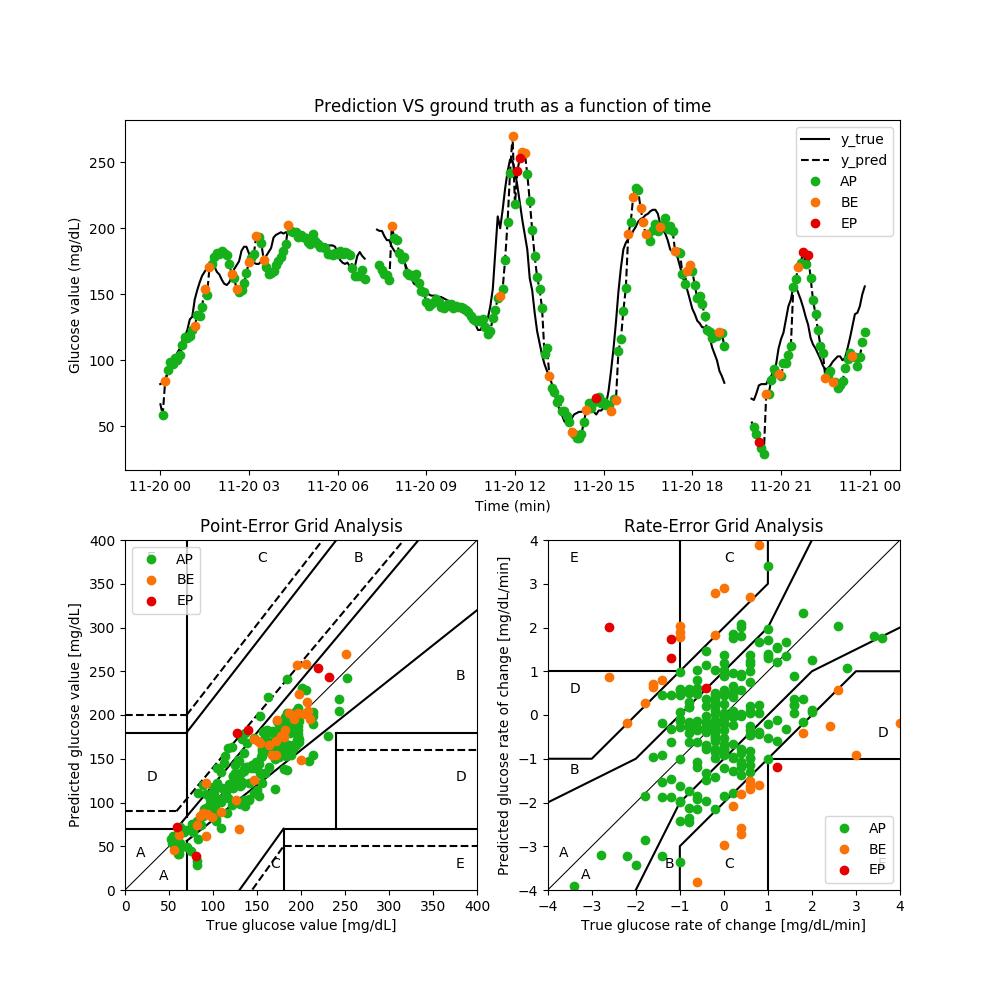 Prediction VS ground truth as a function of time
Glucose value (mg/dL)
250
200
150
100
50
y_true
y_pred
AP
BE
EP
11-20 00 11-20 03 11-20 06 11-20 09 11-20 12 11-20 15 11-20 18 11-20 21 11-21 00
Time (min)
Point-Error Grid Analysis
Predicted glucose value [mg/dL]
400
350
300
250
200
150
100
50
0
AP
BE
EP
C
B
B
D
D
A
A
C
E
0 50 100 150 200 250 300 350 400
True glucose value [mg/dL]
Rate-Error Grid Analysis
Predicted glucose rate of change [mg/dL/min]
4
3
2
1
0
−1
−2
−3
−4
E
C
D
D
B
A
A
B
C
AP
BE
EP
−4 −3 −2 −1 0 1 2 3 4
True glucose rate of change [mg/dL/min]